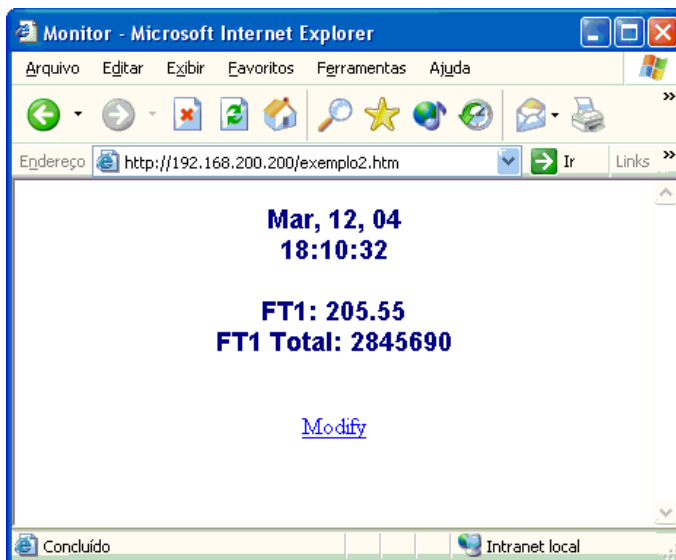 Monitor - Microsoft Internet Explorer
Arquivo Editar Exibir Favoritos Ferramentas Ajuda
Endereço http://192.168.200.200/exemplo2.htm Ir Links
Mar, 12, 04
18:10:32
FT1: 205.55
FT1 Total: 2845690
Modify
Concluído Intranet local